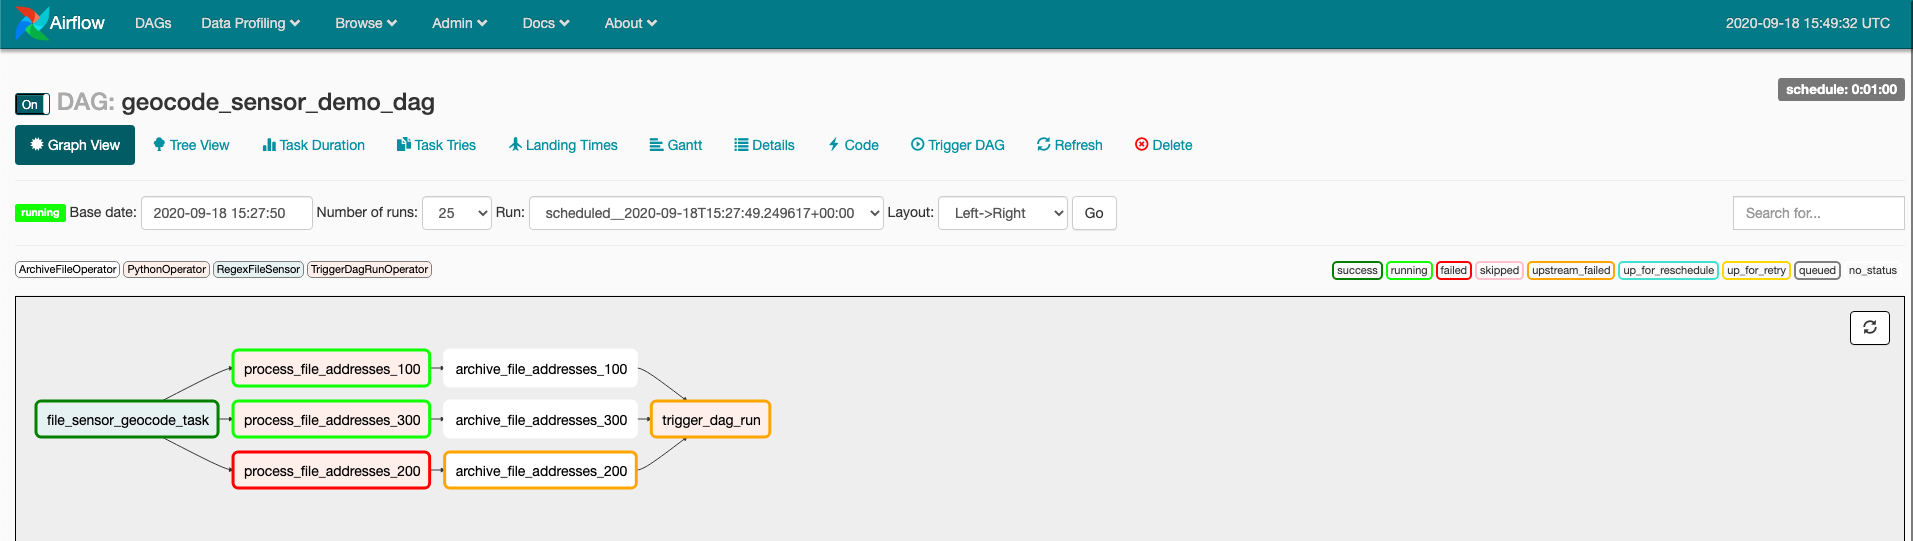 Airflow DAGs Data Profiling Browse Admin Docs About 2020-09-18 15:49:32 UTC
schedule: 0:01:00
On DAG: geocode_sensor_demo_dag
Graph View Tree View Task Duration Task Tries Landing Times Gantt Details Code Trigger DAG Refresh Delete
running Base date: 2020-09-18 15:27:50 Number of runs: 25 Run: scheduled__2020-09-18T15:27:49.249617+00:00 Layout: Left->Right Go Search for...
ArchiveFileOperator PythonOperator RegexFileSensor TriggerDagRunOperator success running failed skipped upstream_failed up_for_reschedule up_for_retry queued no_status
process_file_addresses_100 archive_file_addresses_100
file_sensor_geocode_task process_file_addresses_300 archive_file_addresses_300 trigger_dag_run
process_file_addresses_200 archive_file_addresses_200